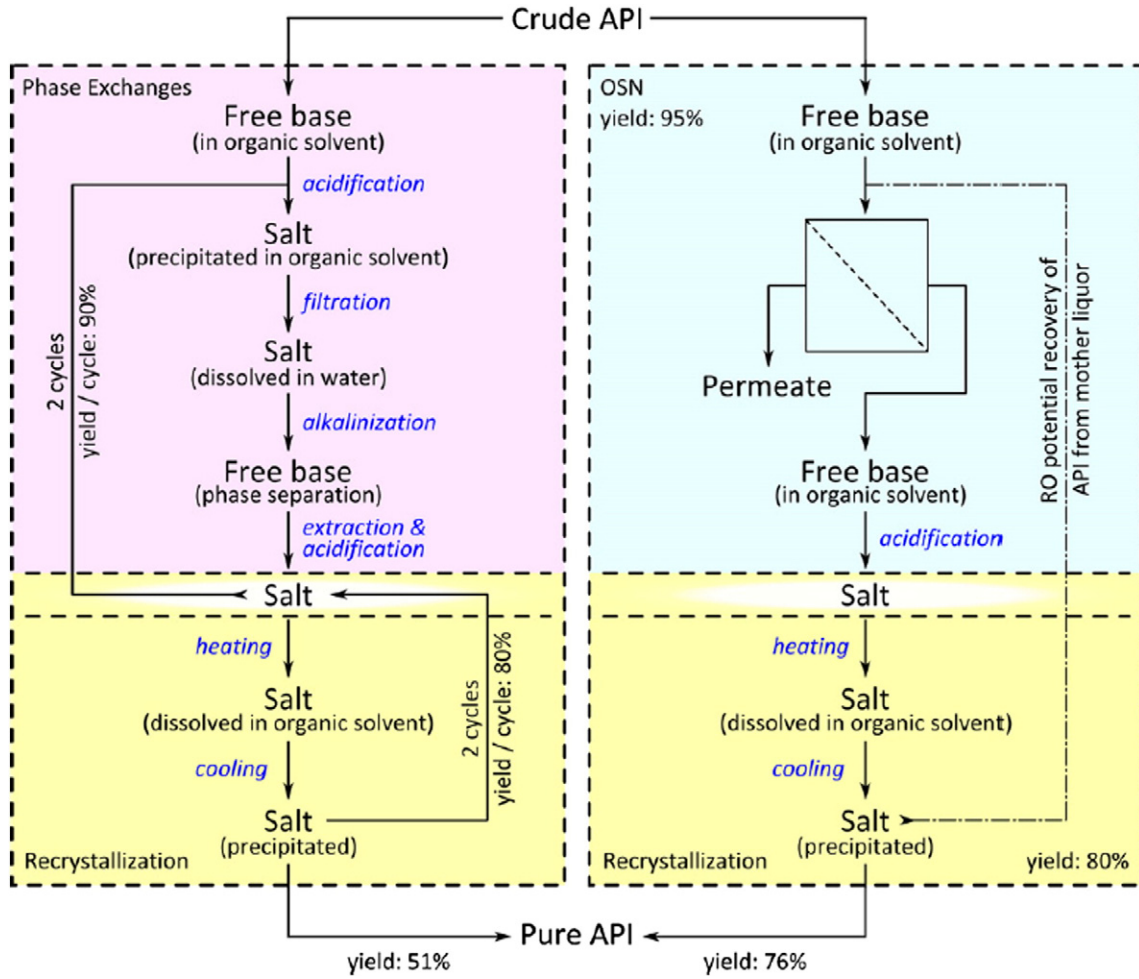 Crude API
Phase Exchanges
Free base
(in organic solvent)
acidification
Salt
(precipitated in organic solvent)
filtration
Salt
(dissolved in water)
alkalinization
Free base
(phase separation)
extraction &
acidification
2 cycles
yield / cycle: 90%
Salt
heating
Salt
(dissolved in organic solvent)
cooling
Salt
(precipitated)
2 cycles
yield / cycle: 80%
Recrystallization
OSN
yield: 95%
Free base
(in organic solvent)
Permeate
Free base
(in organic solvent)
acidification
RO potential recovery of
API from mother liquor
Salt
heating
Salt
(dissolved in organic solvent)
cooling
Salt
(precipitated)
Recrystallization
yield: 80%
Pure API
yield: 51%
yield: 76%